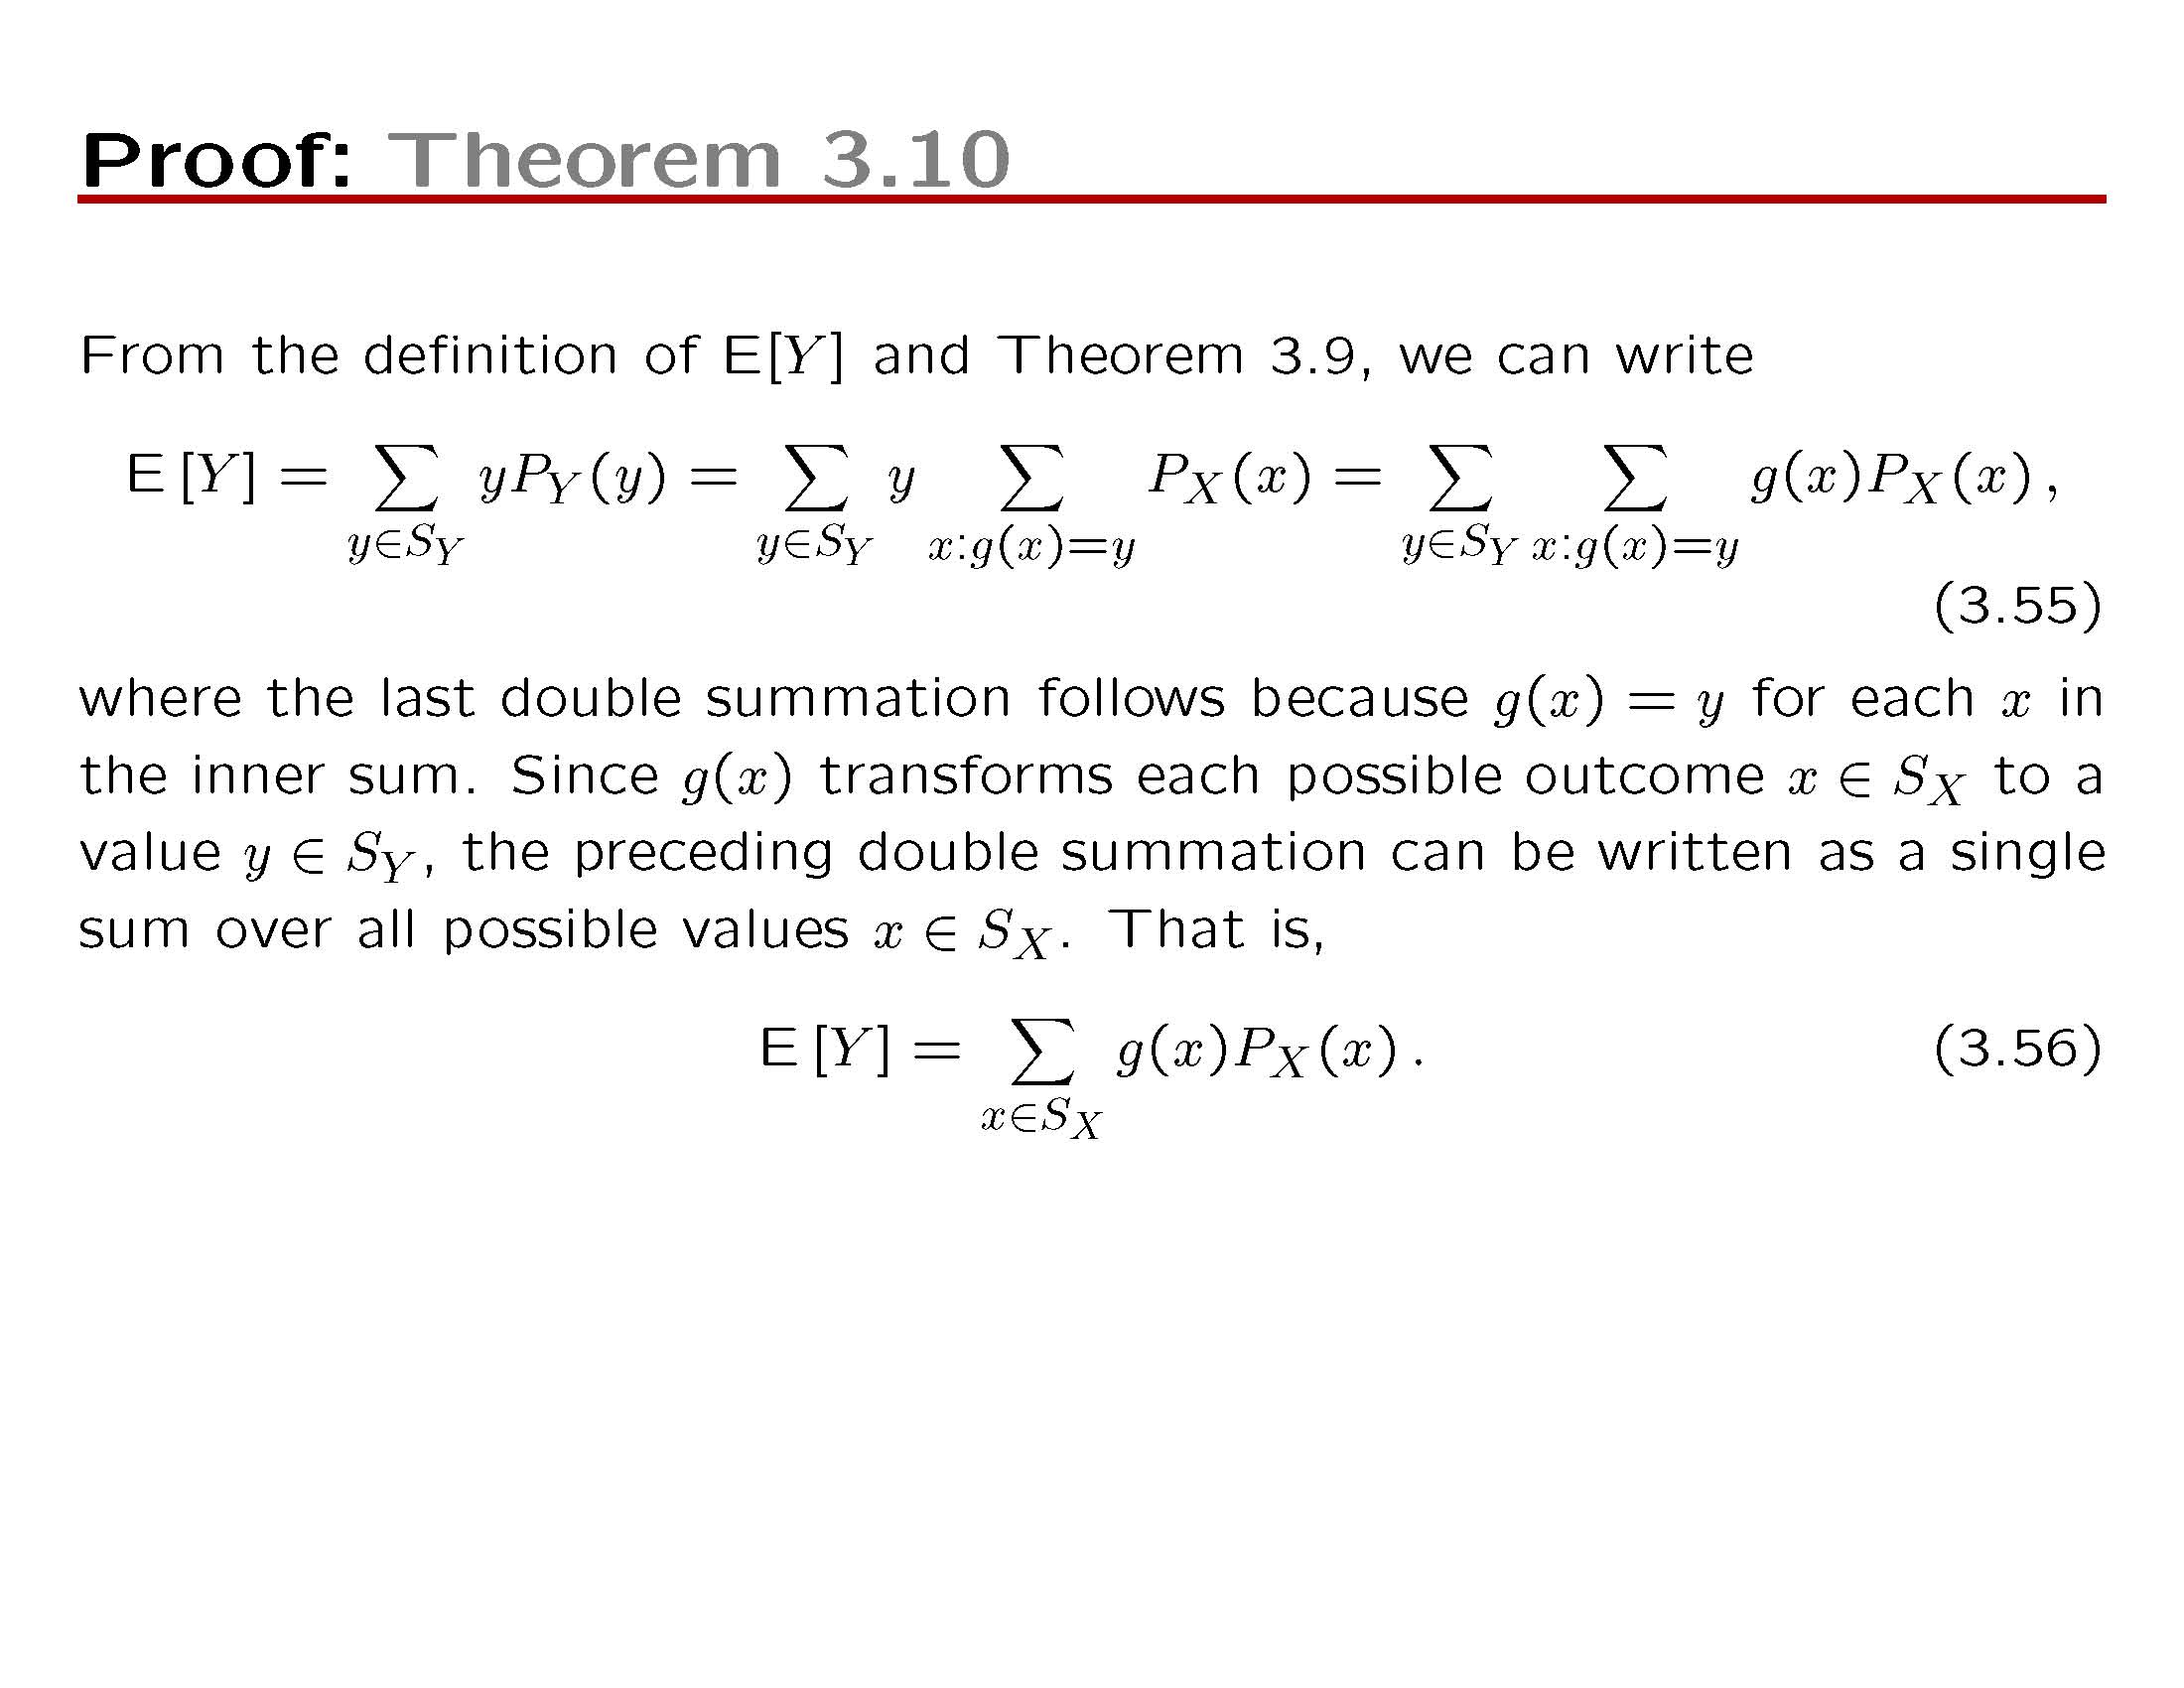 Proof: Theorem 3.10
From the definition of E[Y] and Theorem 3.9, we can write
E [Y] = ∑_{y∈S_Y} yP_Y(y) = ∑_{y∈S_Y} y ∑_{x:g(x)=y} P_X(x) = ∑_{y∈S_Y} ∑_{x:g(x)=y} g(x)P_X(x) ,
(3.55)
where the last double summation follows because g(x) = y for each x in
the inner sum. Since g(x) transforms each possible outcome x ∈ S_X to a
value y ∈ S_Y, the preceding double summation can be written as a single
sum over all possible values x ∈ S_X. That is,
E [Y] = ∑_{x∈S_X} g(x)P_X(x) . (3.56)